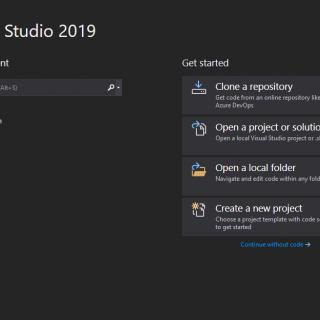 Studio 2019
Get started
(Alt+S)
Clone a repository
Get code from an online repository like
Azure DevOps
Open a project or solutio
Open a local Visual Studio project or .sl
Open a local folder
Navigate and edit code within any fold
Create a new project
Choose a project template with code s
to get started
Continue without code →